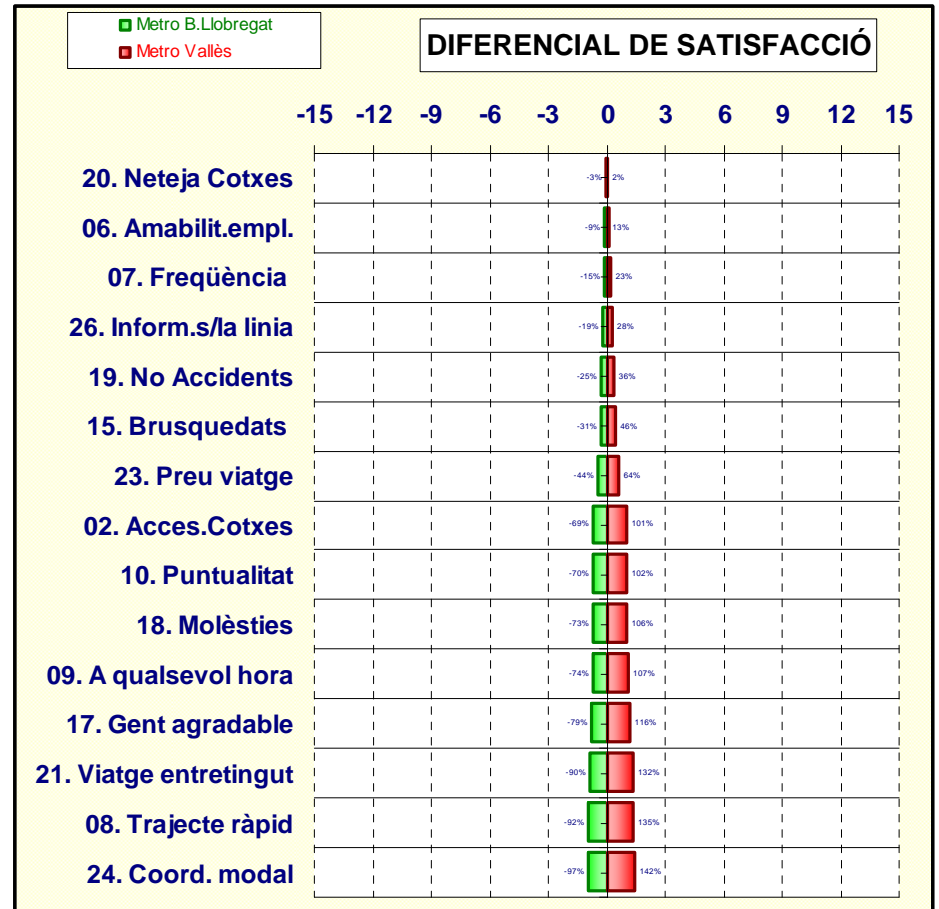 Metro B.Llobregat
Metro Vallès
DIFERENCIAL DE SATISFACCIÓ
-15 -12 -9 -6 -3 0 3 6 9 12 15
20. Neteja Cotxes -3% 2%
06. Amabilit.empl. -9% 13%
07. Freqüència -15% 23%
26. Inform.s/la linia -19% 28%
19. No Accidents -25% 36%
15. Brusquedats -31% 46%
23. Preu viatge -44% 64%
02. Acces.Cotxes -69% 101%
10. Puntualitat -70% 102%
18. Molèsties -73% 106%
09. A qualsevol hora -74% 107%
17. Gent agradable -79% 116%
21. Viatge entretingut -90% 132%
08. Trajecte ràpid -92% 135%
24. Coord. modal -97% 142%